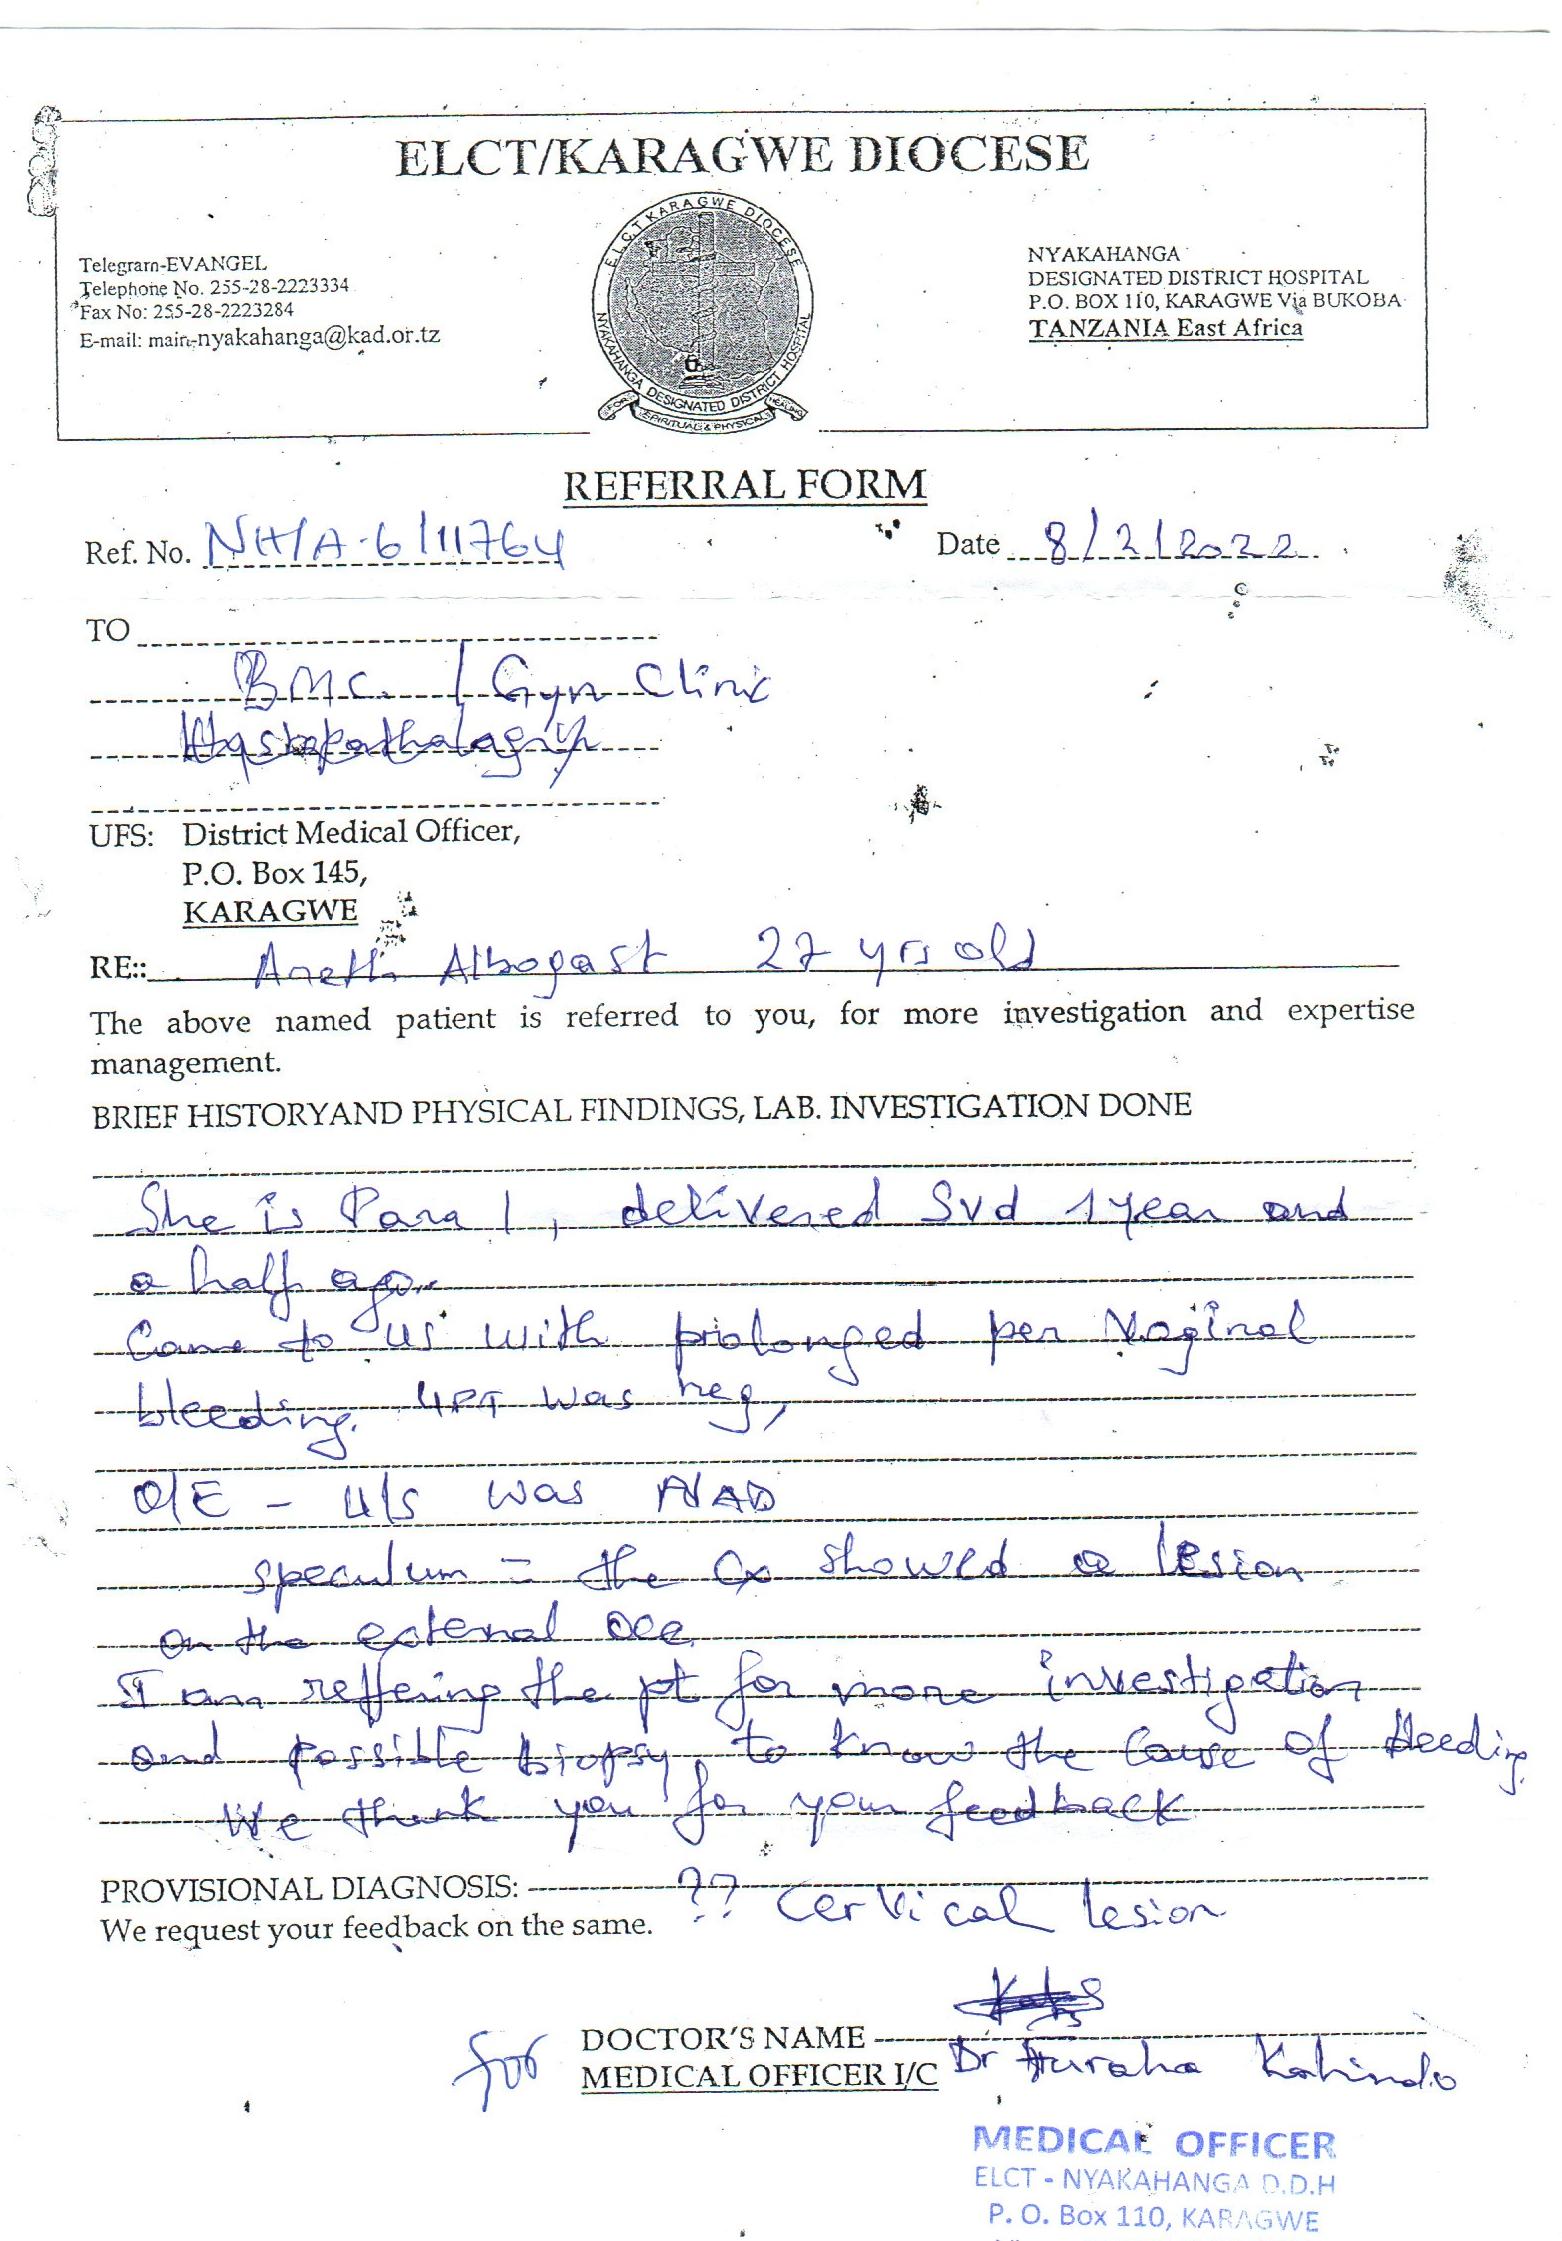 ELCT/KARAGWE DIOCESE
Telegram-EVANGEL
Telephone No. 255-28-2223334
Fax No: 255-28-2223284
E-mail: main-nyakahanga@kad.or.tz
E.L.C.T KARAGWE DIOCESE
NYAKAHANGA DESIGNATED DISTRICT HOSPITAL
FOR SPIRITUAL & PHYSICAL HEALING
NYAKAHANGA
DESIGNATED DISTRICT HOSPITAL
P.O. BOX 110, KARAGWE Via BUKOBA
TANZANIA East Africa
REFERRAL FORM
Ref. No. NH/A-6/11764 Date 8/2/2022
TO
BMC. / Gyn Clinic
UFS: District Medical Officer,
P.O. Box 145,
KARAGWE
RE:: Aneth Albogast 27 yrs old
The above named patient is referred to you, for more investigation and expertise
management.
BRIEF HISTORYAND PHYSICAL FINDINGS, LAB. INVESTIGATION DONE
She is Para 1, delivered Svd 1 year and
a half ago..
Came to us with prolonged per Vaginal
bleeding. UPT was neg,
O/E - U/S was NAD
speculum = the Cx showed a lesion
on the external
I am reffering the pt for more investigation
and possible biopsy, to know the cause of bleeding.
We thank you for your feedback
PROVISIONAL DIAGNOSIS: ?? Cervical lesion
We request your feedback on the same.
for DOCTOR'S NAME
MEDICAL OFFICER I/C Dr Furaha Kahindo
MEDICAL OFFICER
ELCT - NYAKAHANGA D.D.H
P. O. Box 110, KARAGWE